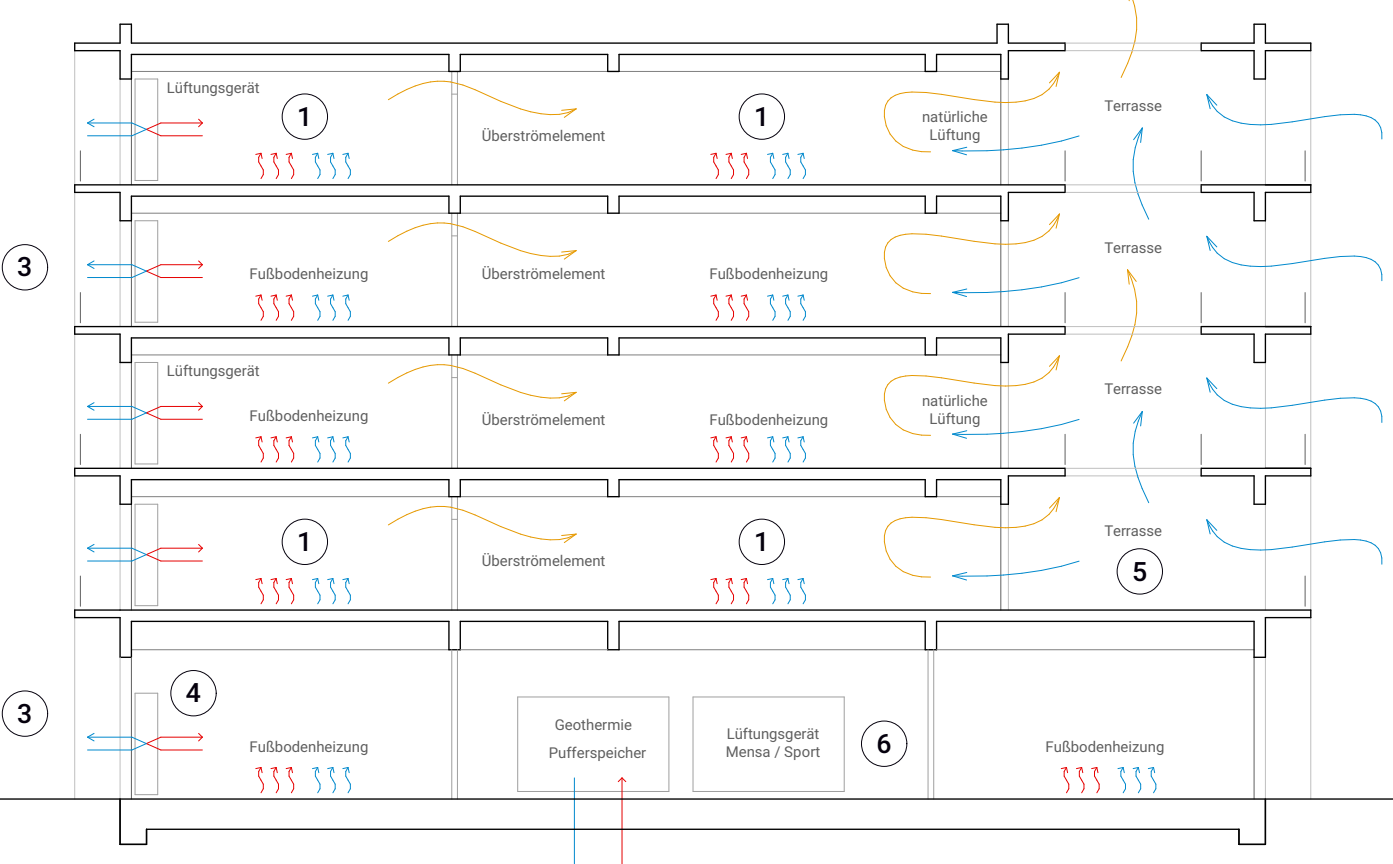 Lüftungsgerät
1
Überströmelement
1
natürliche
Lüftung
Terrasse
3
Fußbodenheizung
Überströmelement
Fußbodenheizung
Terrasse
Lüftungsgerät
Fußbodenheizung
Überströmelement
Fußbodenheizung
natürliche
Lüftung
Terrasse
1
Überströmelement
1
Terrasse
5
3
4
Fußbodenheizung
Geothermie
Pufferspeicher
Lüftungsgerät
Mensa / Sport
6
Fußbodenheizung